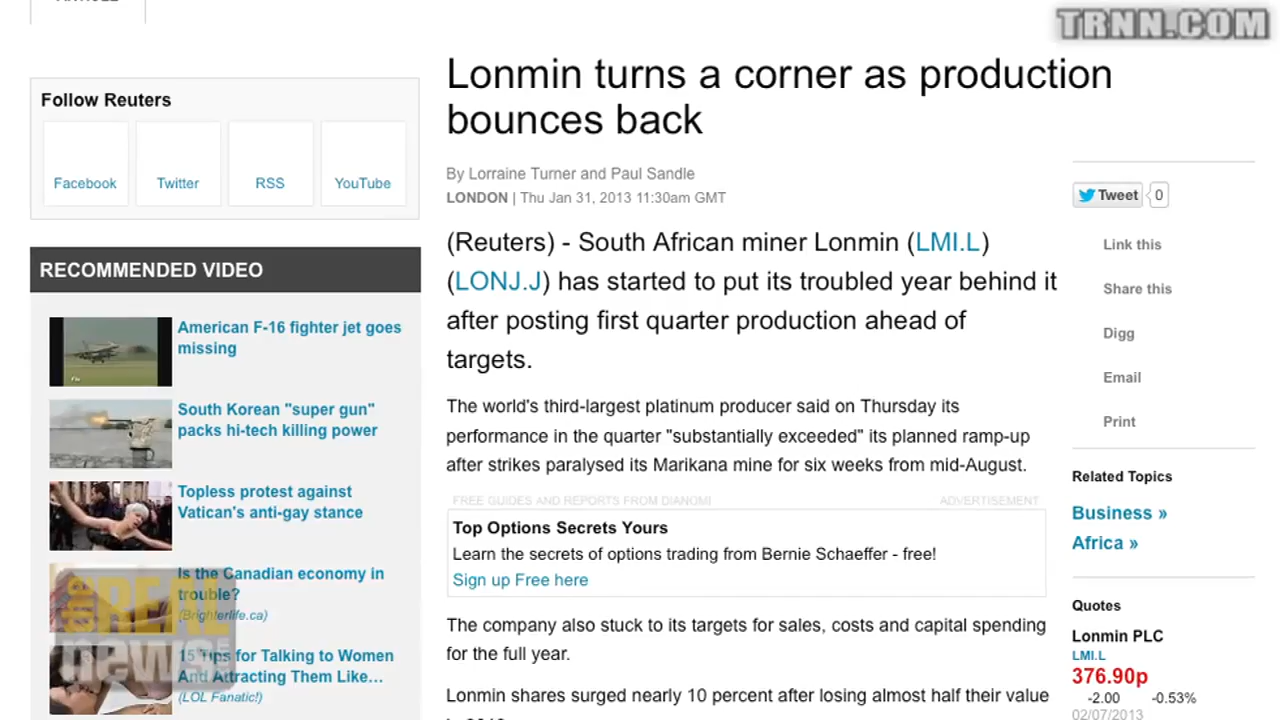 TRNN.COM
Lonmin turns a corner as production
bounces back
Follow Reuters
Facebook
Twitter
RSS
YouTube
By Lorraine Turner and Paul Sandle
LONDON | Thu Jan 31, 2013 11:30am GMT
Tweet
0
Link this
Share this
Digg
Email
Print
(Reuters) - South African miner Lonmin (LMI.L)
(LONJ.J) has started to put its troubled year behind it
after posting first quarter production ahead of
targets.
RECOMMENDED VIDEO
American F-16 fighter jet goes
missing
South Korean "super gun"
packs hi-tech killing power
Topless protest against
Vatican's anti-gay stance
Is the Canadian economy in
trouble?
(Brighterlife.ca)
15 Tips for Talking to Women
And Attracting Them Like...
(LOL Fanatic!)
the
REAL
news
The world's third-largest platinum producer said on Thursday its
performance in the quarter "substantially exceeded" its planned ramp-up
after strikes paralysed its Marikana mine for six weeks from mid-August.
FREE GUIDES AND REPORTS FROM DIANOMI
ADVERTISEMENT
Top Options Secrets Yours
Learn the secrets of options trading from Bernie Schaeffer - free!
Sign up Free here
The company also stuck to its targets for sales, costs and capital spending
for the full year.
Lonmin shares surged nearly 10 percent after losing almost half their value
Related Topics
Business »
Africa »
Quotes
Lonmin PLC
LMI.L
376.90p
-2.00
-0.53%
02/07/2013